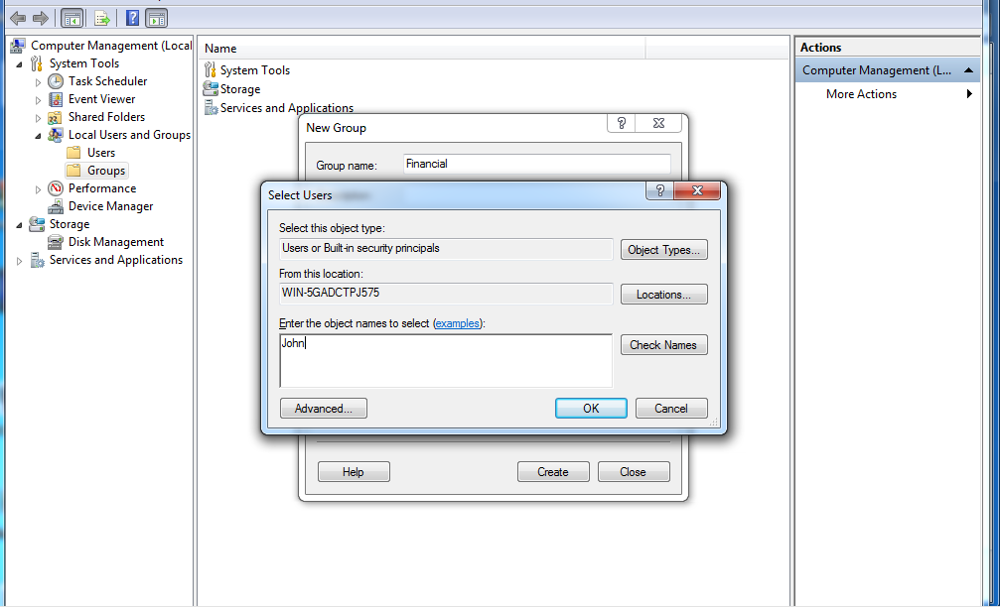 Computer Management (Local
System Tools
Task Scheduler
Event Viewer
Shared Folders
Local Users and Groups
Users
Groups
Performance
Device Manager
Storage
Disk Management
Services and Applications
Name
System Tools
Storage
Services and Applications
New Group
Group name: Financial
Select Users
Select this object type:
Users or Built-in security principals Object Types...
From this location:
WIN-5GADCTPJ575 Locations...
Enter the object names to select (examples):
John Check Names
Advanced... OK Cancel
Help Create Close
Actions
Computer Management (L...
More Actions